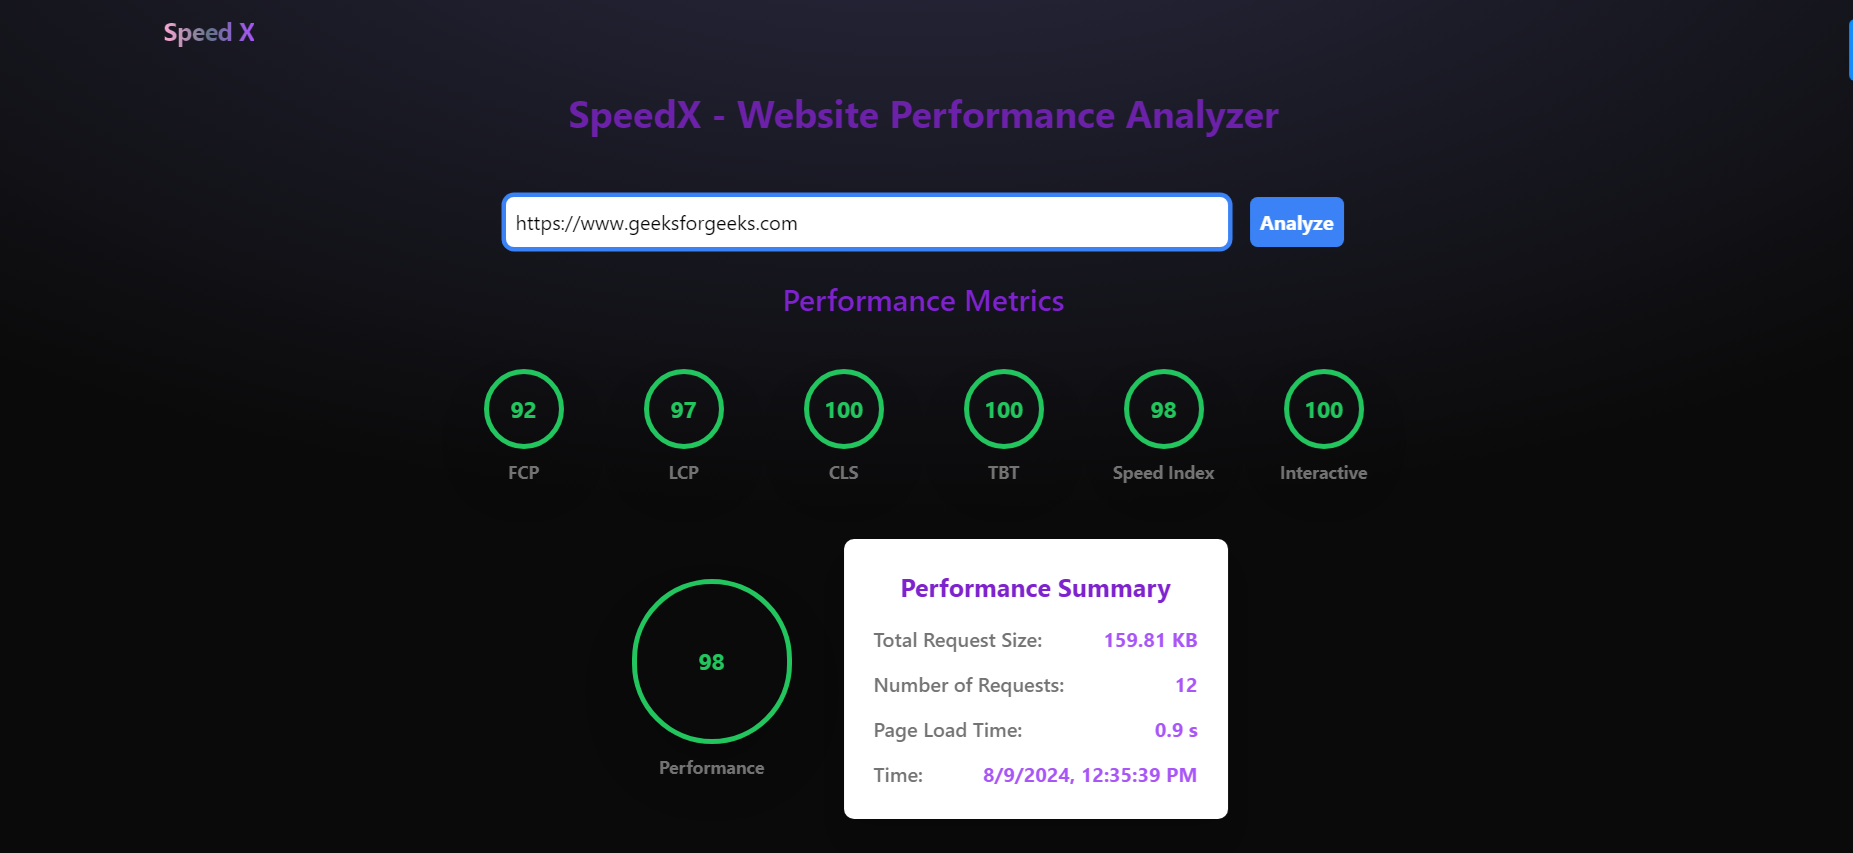 Speed X
SpeedX - Website Performance Analyzer
https://www.geeksforgeeks.com Analyze
Performance Metrics
92 97 100 100 98 100
FCP LCP CLS TBT Speed Index Interactive
98
Performance
Performance Summary
Total Request Size: 159.81 KB
Number of Requests: 12
Page Load Time: 0.9 s
Time: 8/9/2024, 12:35:39 PM